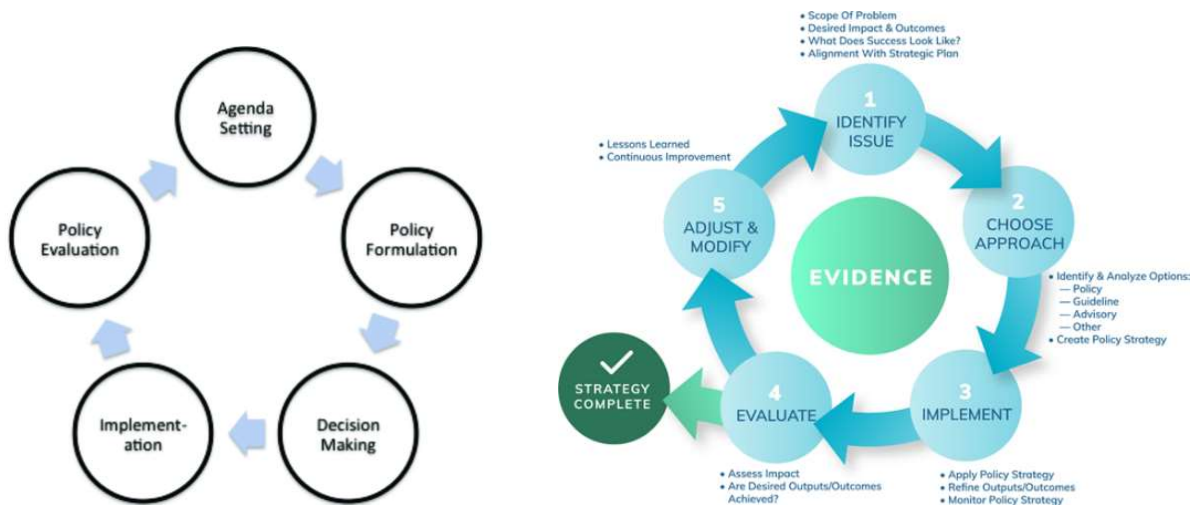 Agenda
Setting
Policy
Formulation
Decision
Making
Implement-
ation
Policy
Evaluation
• Scope Of Problem
• Desired Impact & Outcomes
• What Does Success Look Like?
• Alignment With Strategic Plan
1
IDENTIFY
ISSUE
2
CHOOSE
APPROACH
• Identify & Analyze Options:
— Policy
— Guideline
— Advisory
— Other
• Create Policy Strategy
3
IMPLEMENT
• Apply Policy Strategy
• Refine Outputs/Outcomes
• Monitor Policy Strategy
4
EVALUATE
• Assess Impact
• Are Desired Outputs/Outcomes
Achieved?
STRATEGY
COMPLETE
5
ADJUST &
MODIFY
• Lessons Learned
• Continuous Improvement
EVIDENCE